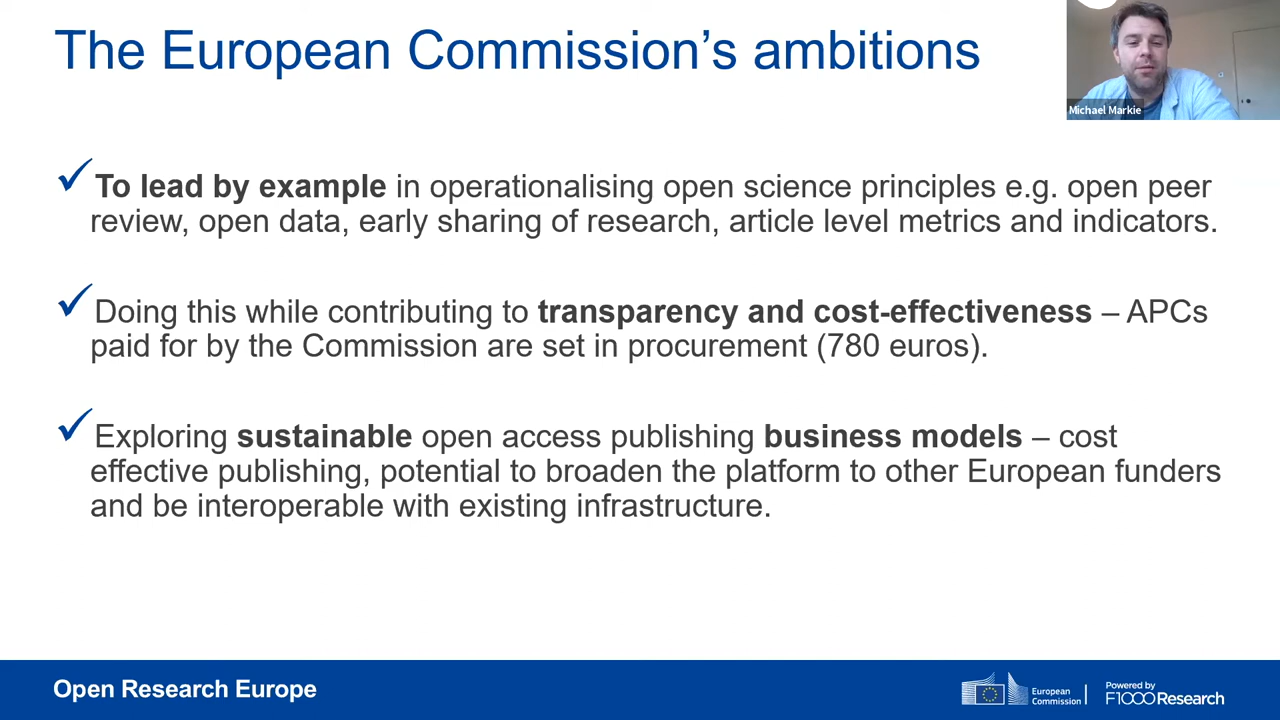 The European Commission’s ambitions
Michael Markie
To lead by example in operationalising open science principles e.g. open peer
review, open data, early sharing of research, article level metrics and indicators.
Doing this while contributing to transparency and cost-effectiveness – APCs
paid for by the Commission are set in procurement (780 euros).
Exploring sustainable open access publishing business models – cost
effective publishing, potential to broaden the platform to other European funders
and be interoperable with existing infrastructure.
Open Research Europe
European
Commission
Powered by
F1000Research